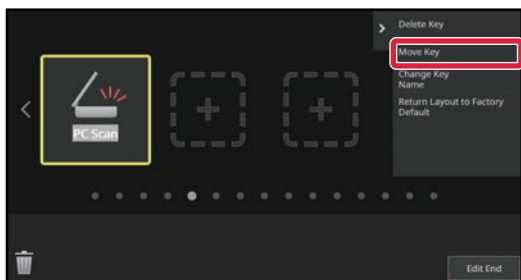 Delete Key
Move Key
Change Key
Name
Return Layout to Factory
Default
PC Scan
Edit End